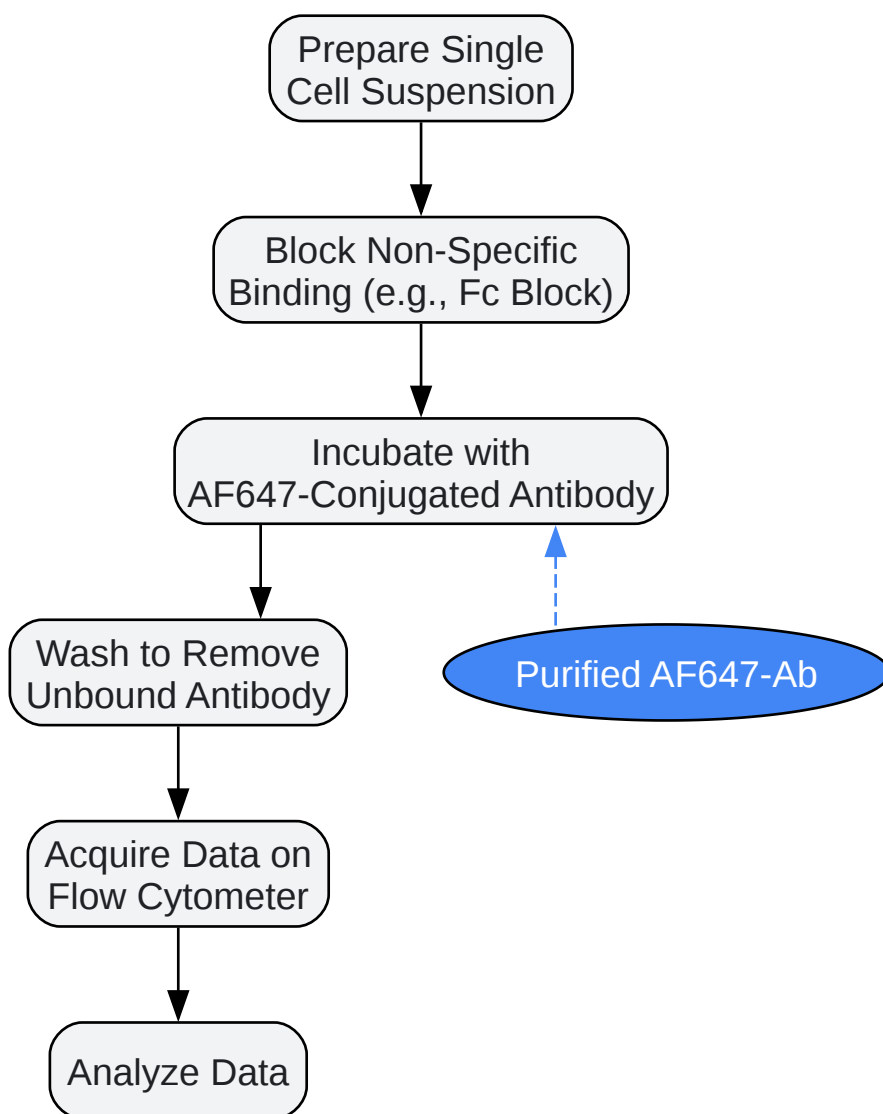 Prepare Single
Cell Suspension
Block Non-Specific
Binding (e.g., Fc Block)
Incubate with
AF647-Conjugated Antibody
Wash to Remove
Unbound Antibody
Purified AF647-Ab
Acquire Data on
Flow Cytometer
Analyze Data